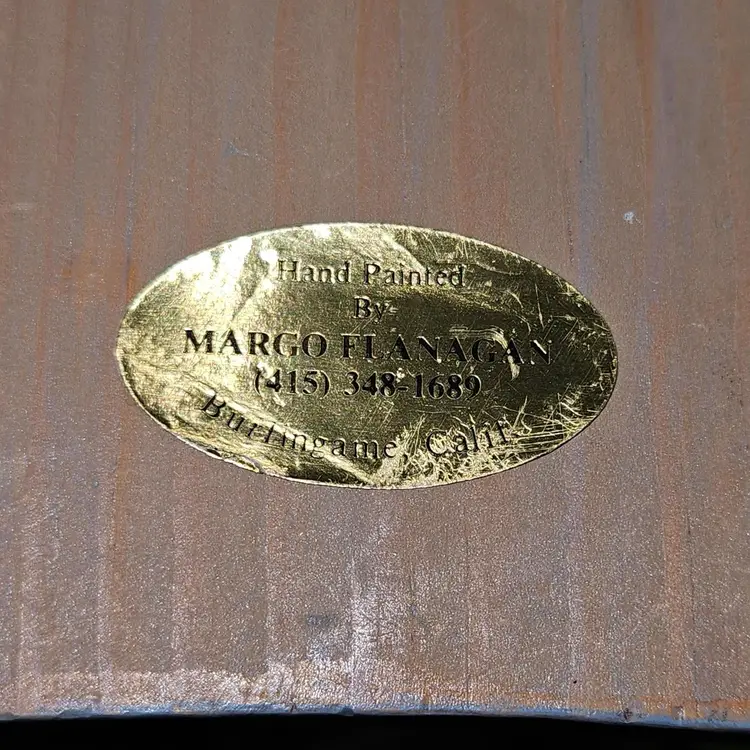 Hand Painted
By
MARGO FLANAGAN
(415) 348-1689
Burlingame, Calif.